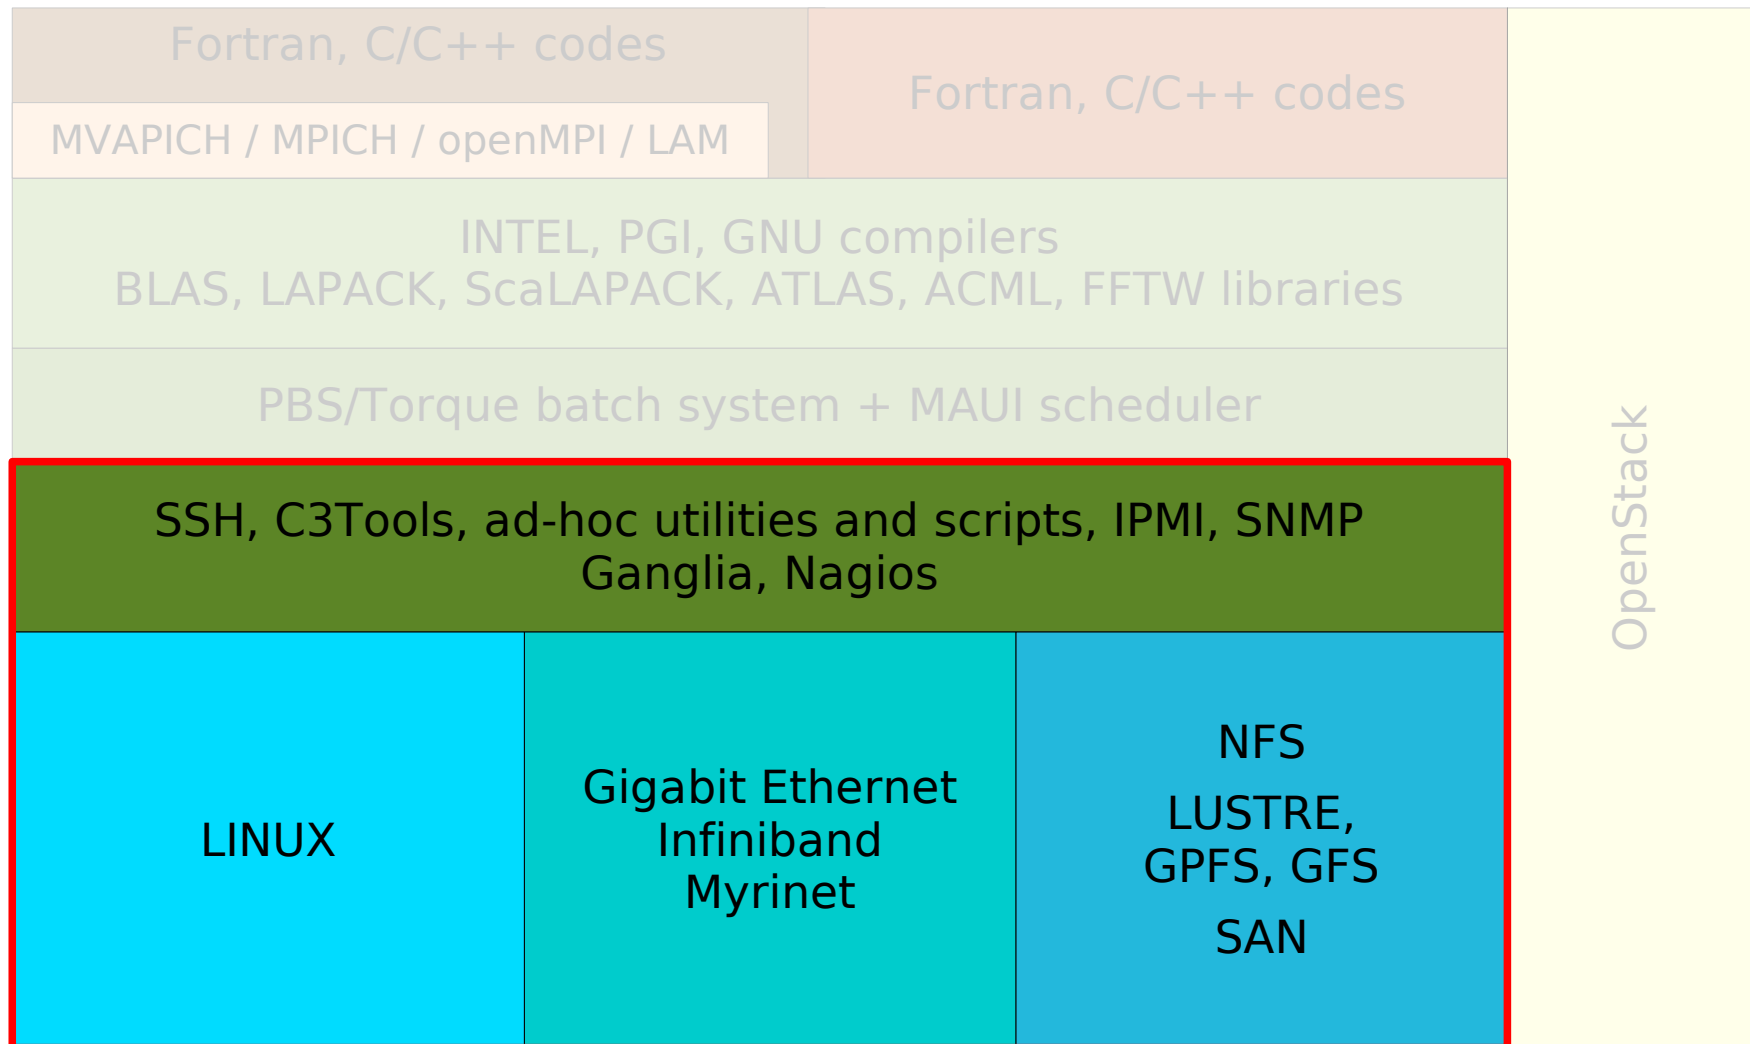 Fortran, C/C++ codes
MVAPICH / MPICH / openMPI / LAM
Fortran, C/C++ codes
INTEL, PGI, GNU compilers
BLAS, LAPACK, ScaLAPACK, ATLAS, ACML, FFTW libraries
PBS/Torque batch system + MAUI scheduler
SSH, C3Tools, ad-hoc utilities and scripts, IPMI, SNMP
Ganglia, Nagios
LINUX
Gigabit Ethernet
Infiniband
Myrinet
NFS
LUSTRE,
GPFS, GFS
SAN
OpenStack